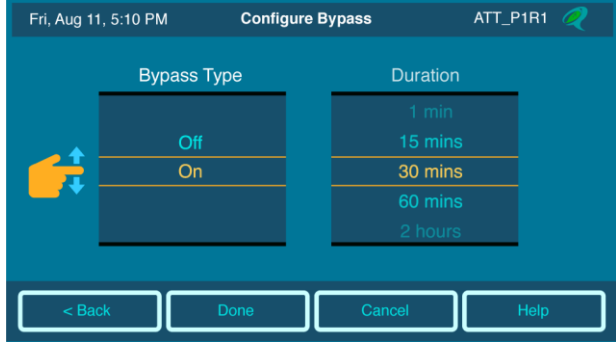 Fri, Aug 11, 5:10 PM Configure Bypass ATT_P1R1
Bypass Type Duration
1 min
Off 15 mins
On 30 mins
60 mins
2 hours
< Back Done Cancel Help